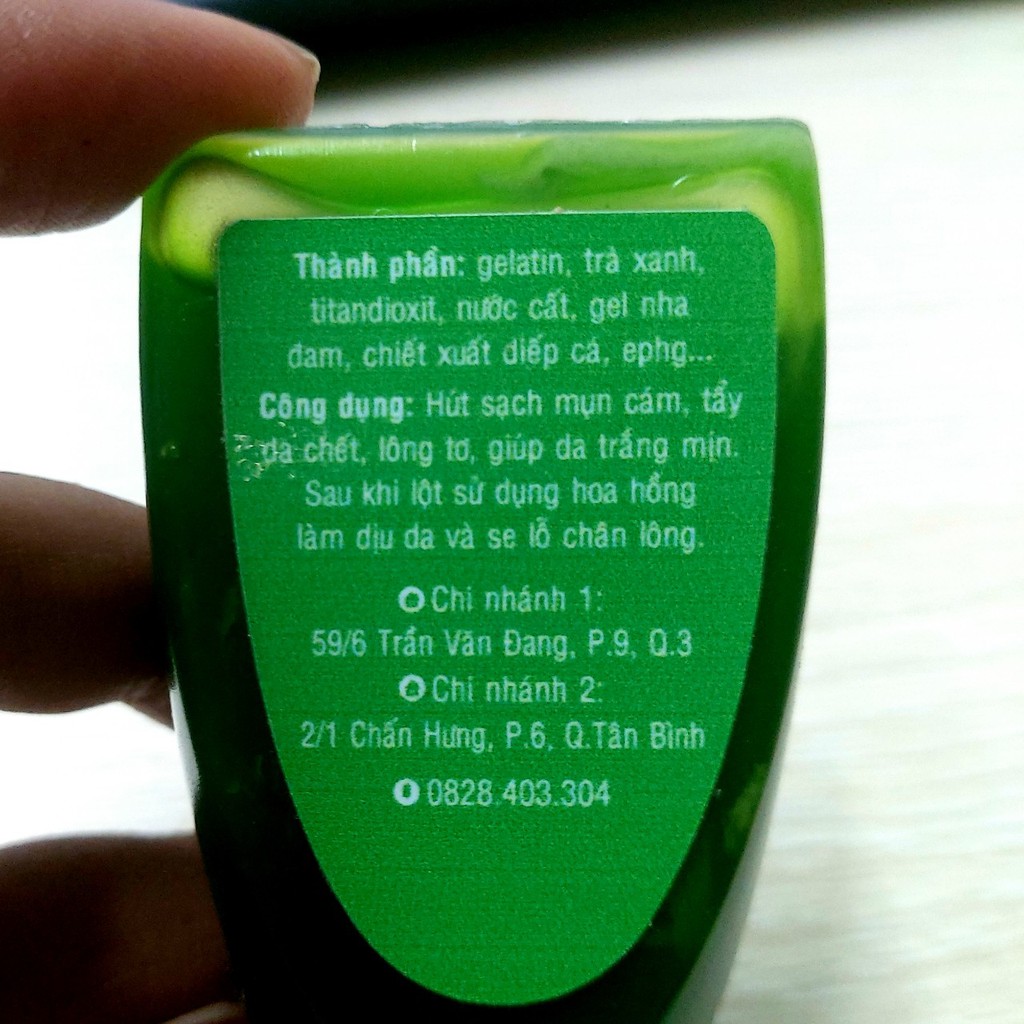 Thành phần: gelatin, trà xanh,
titandioxit, nước cất, gel nha
đam, chiết xuất diếp cá, ephg...
Công dụng: Hút sạch mụn cám, tẩy
da chết, lông tơ, giúp da trắng mịn.
Sau khi lột sử dụng hoa hồng
làm dịu da và se lỗ chân lông.
Chi nhánh 1:
59/6 Trần Văn Đang, P.9, Q.3
Chi nhánh 2:
2/1 Chấn Hưng, P.6, Q.Tân Bình
0828.403.304